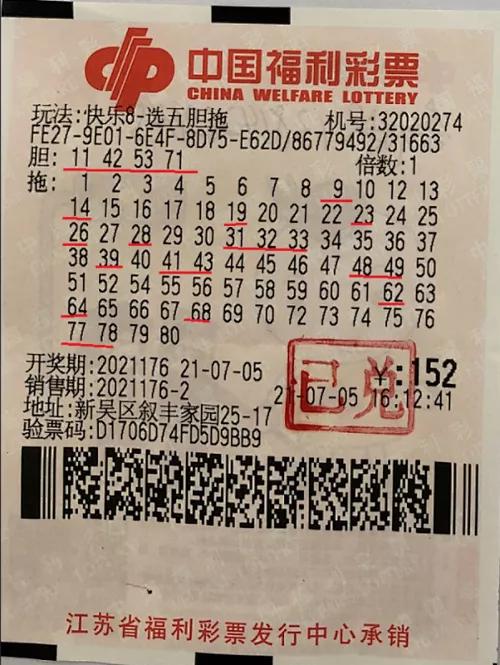 中国福利彩票
CHINA WELFARE LOTTERY
玩法:快乐8-选五胆拖 机号:32020274
FE27-9E01-6E4F-8D75-E62D/86779492/31663
胆: 11 42 53 71 倍数:1
拖: 1 2 3 4 5 6 7 8 9 10 12 13
14 15 16 17 18 19 20 21 22 23 24 25
26 27 28 29 30 31 32 33 34 35 36 37
38 39 40 41 43 44 45 46 47 48 49 50
51 52 54 55 56 57 58 59 60 61 62 63
64 65 66 67 68 69 70 72 73 74 75 76
77 78 79 80
开奖期:2021176 21-07-05 ￥:152
销售期:2021176-2 21-07-05 16:12:41
地址:新吴区叙丰家园25-17
验票码:D1706D74FD5D9BB9
已兑
江苏省福利彩票发行中心承销